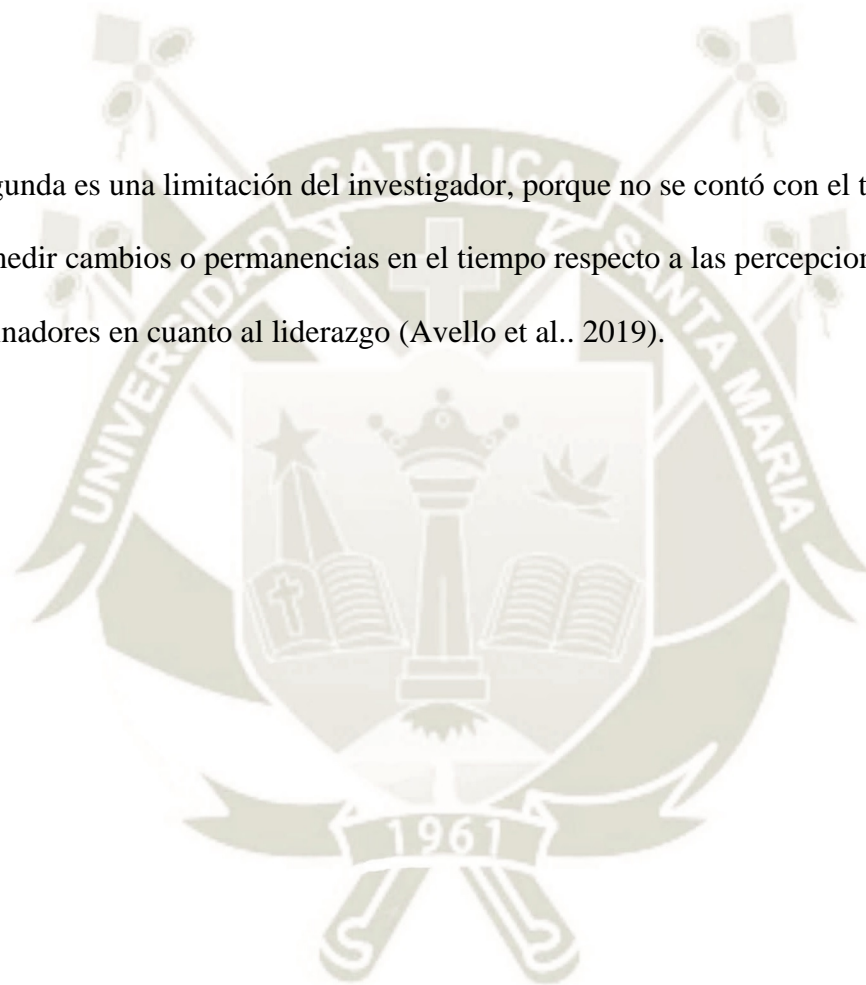 gunda es una limitación del investigador, porque no se contó con el t
nedir cambios o permanencias en el tiempo respecto a las percepcion
inadores en cuanto al liderazgo (Avello et al.. 2019).
UNIVERSIDAD CATOLICA SANTA MARIA
1961